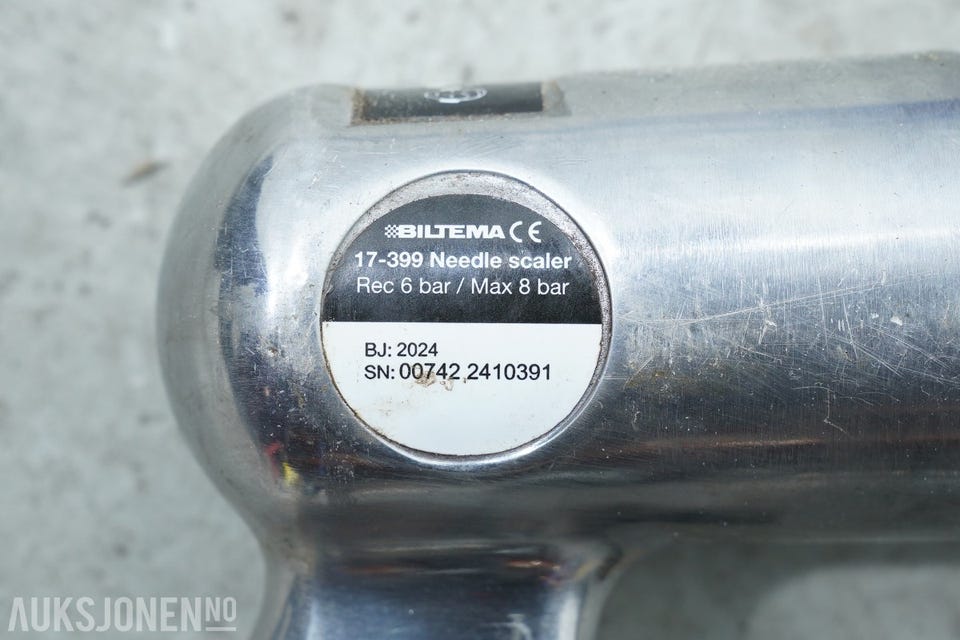 BILTEMA CE
17-399 Needle scaler
Rec 6 bar / Max 8 bar
BJ: 2024
SN: 00742 2410391
AUKSJONEN.NO